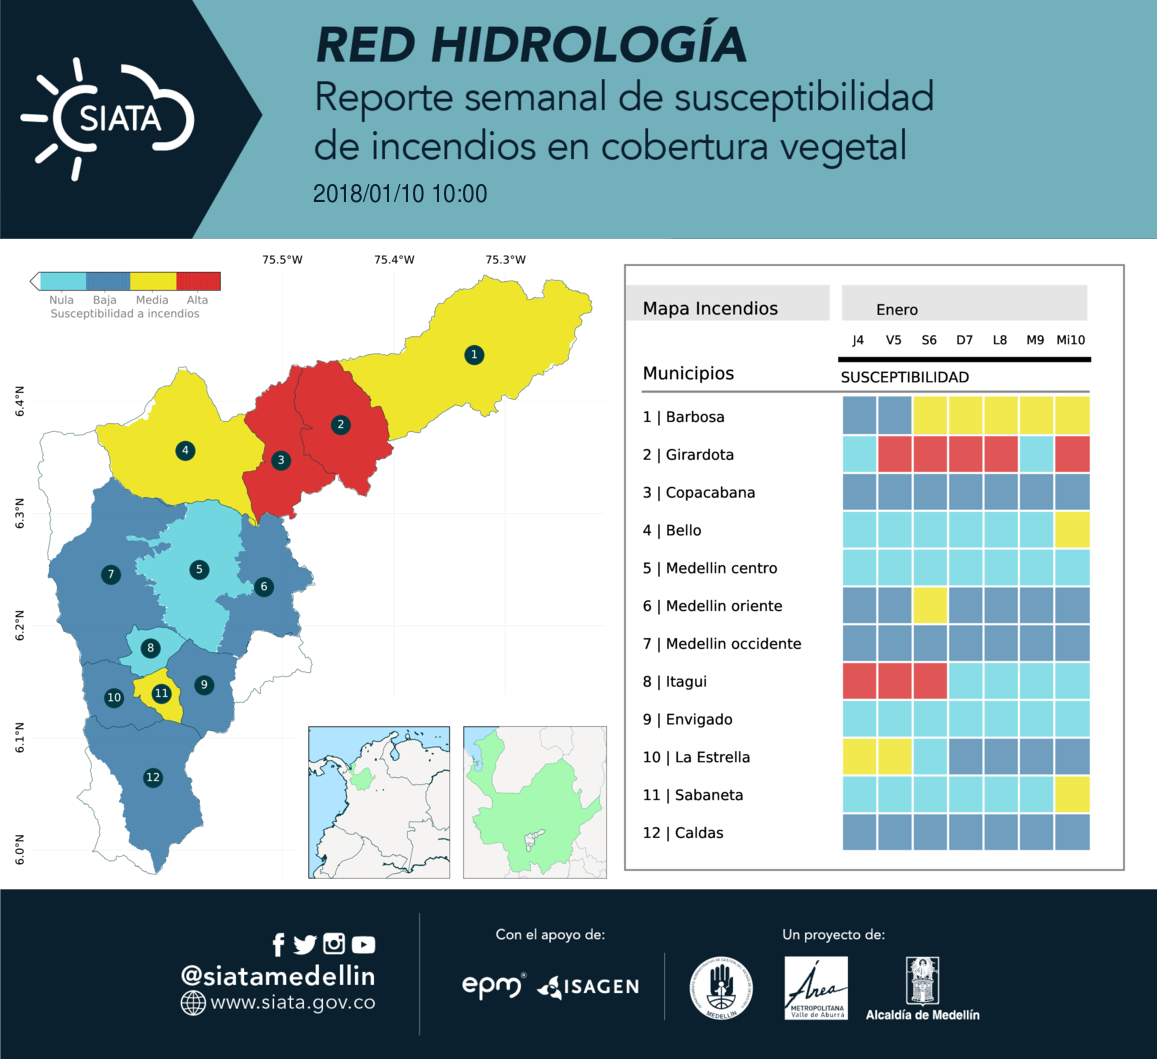 SIATA
RED HIDROLOGÍA
Reporte semanal de susceptibilidad
de incendios en cobertura vegetal
2018/01/10 10:00
75.5°W 75.4°W 75.3°W
Nula Baja Media Alta
Susceptibilidad a incendios
6.4°N
6.3°N
6.2°N
6.1°N
6.0°N
1
2
3
4
5
6
7
8
9
10
11
12
Mapa Incendios
Enero
J4 V5 S6 D7 L8 M9 Mi10
Municipios
SUSCEPTIBILIDAD
1 | Barbosa
2 | Girardota
3 | Copacabana
4 | Bello
5 | Medellin centro
6 | Medellin oriente
7 | Medellin occidente
8 | Itagui
9 | Envigado
10 | La Estrella
11 | Sabaneta
12 | Caldas
@siatamedellin
www.siata.gov.co
Con el apoyo de:
epm®
ISAGEN
Un proyecto de:
MEDELLÍN
Área
METROPOLITANA
Valle de Aburrá
Alcaldía de Medellín